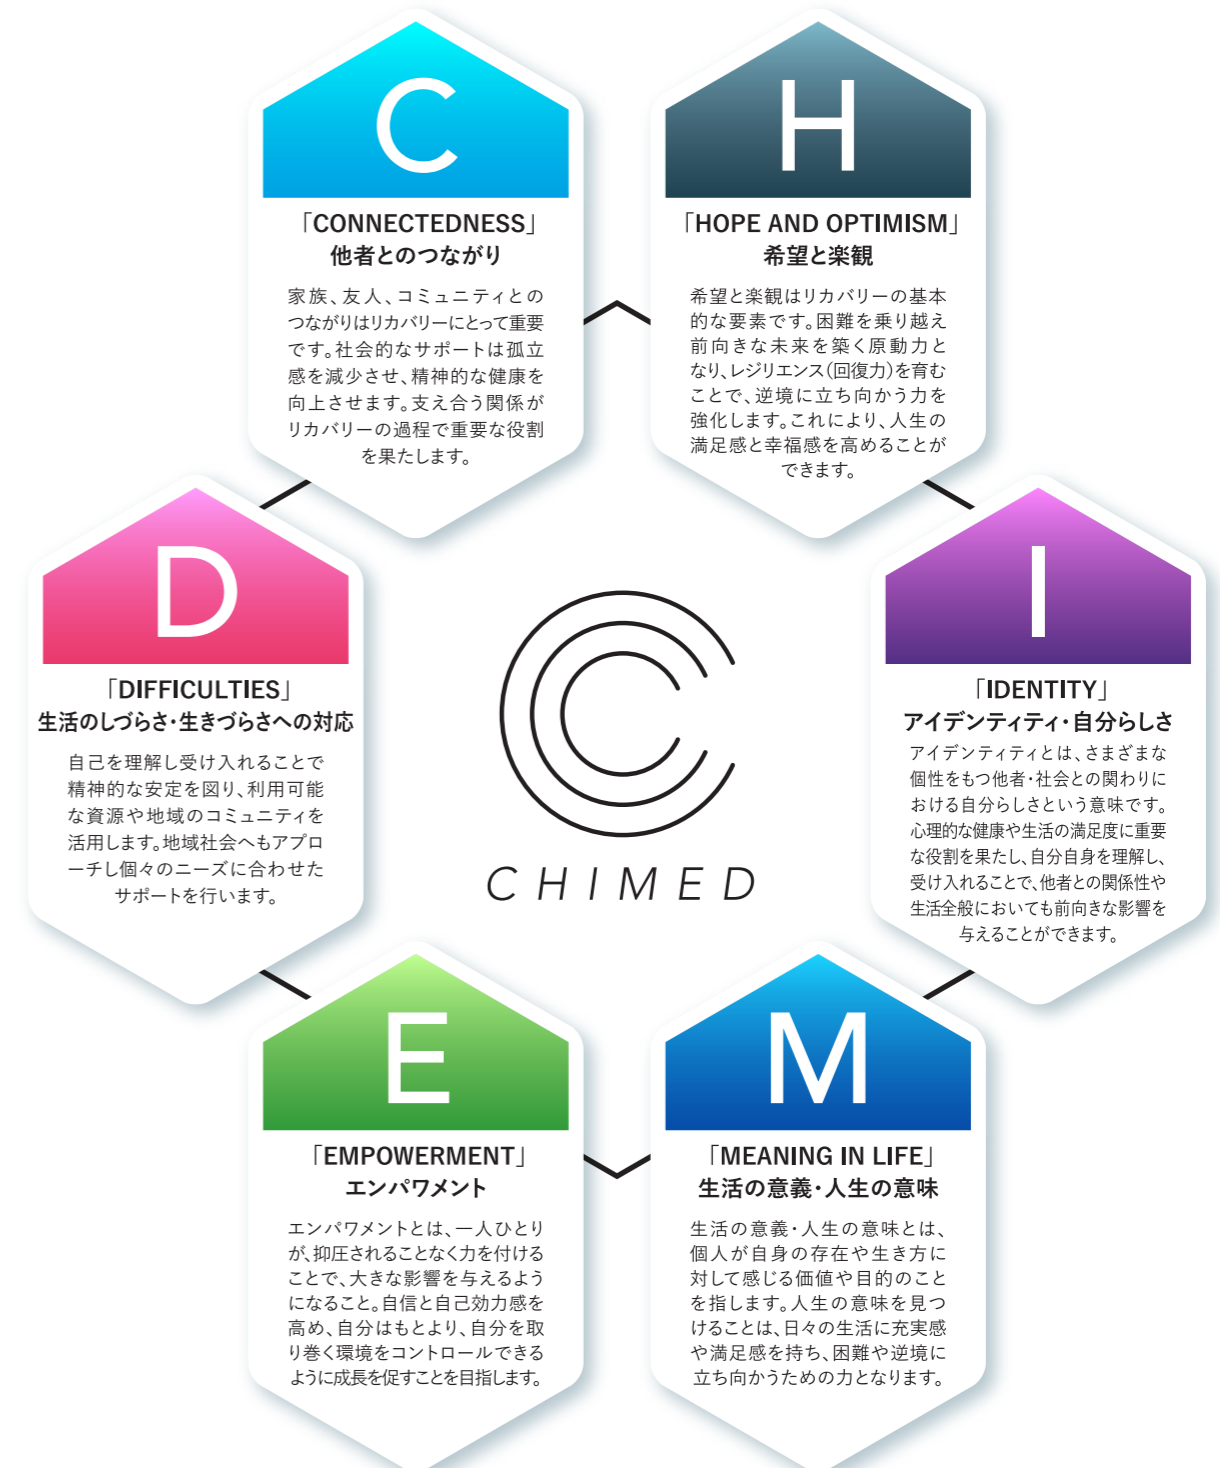 C
「CONNECTEDNESS」
他者とのつながり
家族、友人、コミュニティとの
つながりはリカバリーにとって重要
です。社会的なサポートは孤立
感を減少させ、精神的な健康を
向上させます。支え合う関係が
リカバリーの過程で重要な役割
を果たします。
H
「HOPE AND OPTIMISM」
希望と楽観
希望と楽観はリカバリーの基本
的な要素です。困難を乗り越え
前向きな未来を築く原動力と
なり、レジリエンス(回復力)を育む
ことで、逆境に立ち向かう力を
強化します。これにより、人生の
満足感と幸福感を高めることが
できます。
I
「IDENTITY」
アイデンティティ・自分らしさ
アイデンティティとは、さまざまな
個性をもつ他者・社会との関わりに
おける自分らしさという意味です。
心理的な健康や生活の満足度に重要
な役割を果たし、自分自身を理解し、
受け入れることで、他者との関係性や
生活全般においても前向きな影響を
与えることができます。
M
「MEANING IN LIFE」
生活の意義・人生の意味
生活の意義・人生の意味とは、
個人が自身の存在や生き方に
対して感じる価値や目的のこと
を指します。人生の意味を見つ
けることは、日々の生活に充実感
や満足感を持ち、困難や逆境に
立ち向かうための力となります。
E
「EMPOWERMENT」
エンパワメント
エンパワメントとは、一人ひとり
が、抑圧されることなく力を付ける
ことで、大きな影響を与えるよう
になること。自信と自己効力感を
高め、自分はもとより、自分を取
り巻く環境をコントロールできる
ように成長を促すことを目指します。
D
「DIFFICULTIES」
生活のしづらさ・生きづらさへの対応
自己を理解し受け入れることで
精神的な安定を図り、利用可能
な資源や地域のコミュニティを
活用します。地域社会へもアプロ
ーチし個々のニーズに合わせた
サポートを行います。
CHIMED